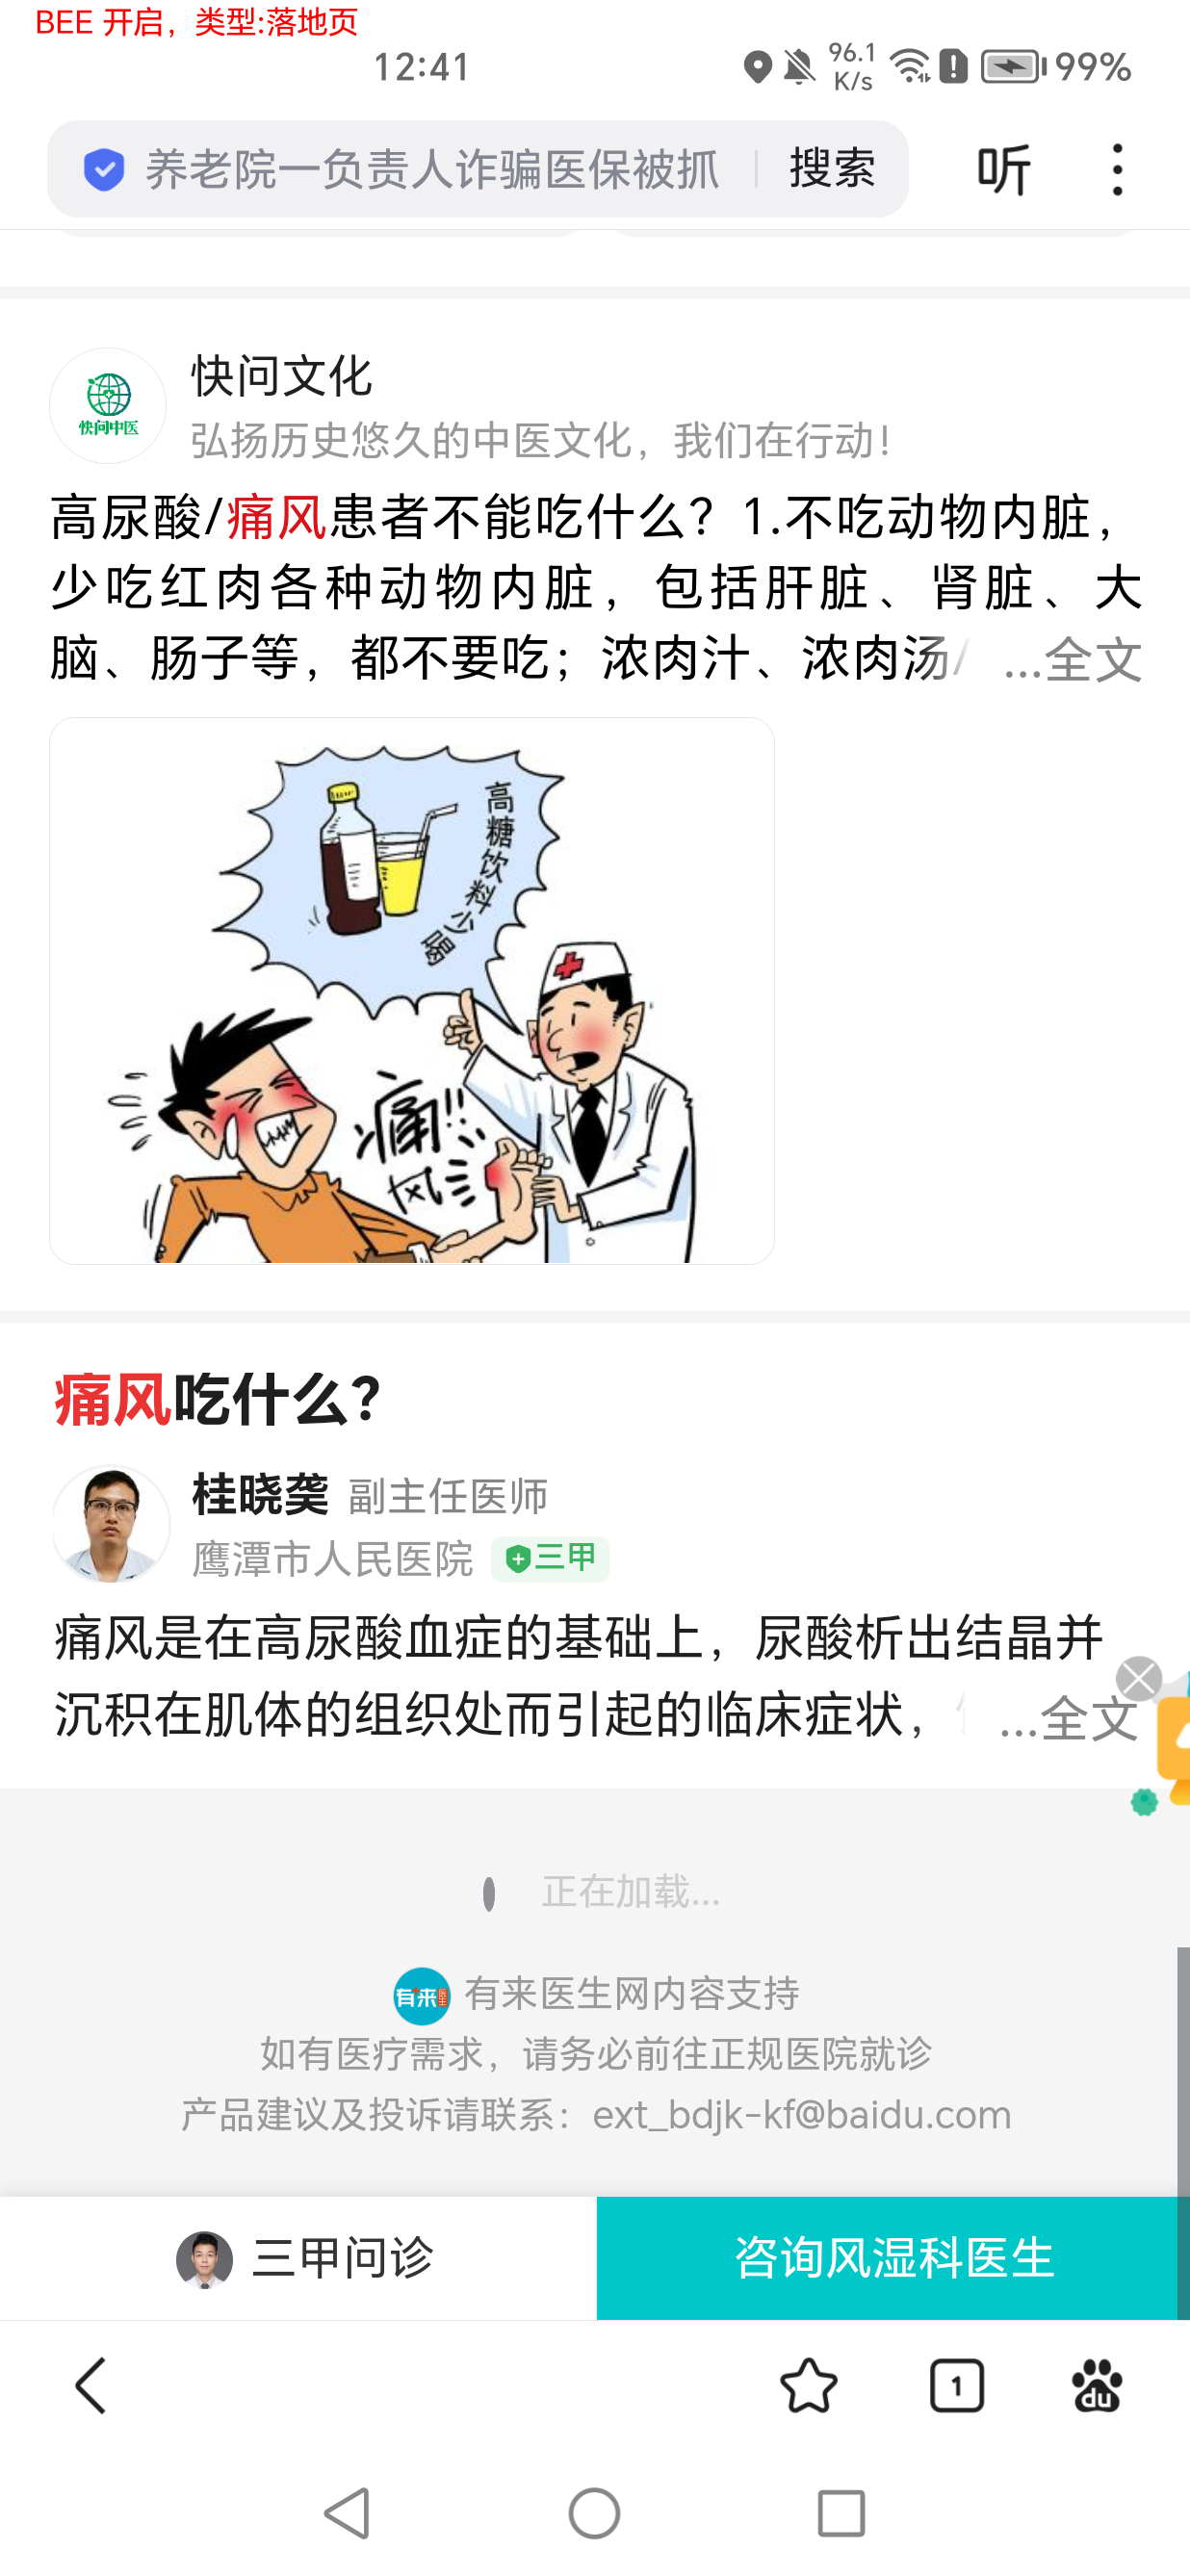 BEE 开启，类型:落地页
12:41
96.1
K/s
99%
养老院一负责人诈骗医保被抓
搜索
听
快问中医
快问文化
弘扬历史悠久的中医文化，我们在行动！
高尿酸/痛风患者不能吃什么？1.不吃动物内脏，
少吃红肉各种动物内脏，包括肝脏、肾脏、大
脑、肠子等，都不要吃；浓肉汁、浓肉汤/ ...全文
高糖饮料少喝
痛!!
风
痛风吃什么？
桂晓䶮 副主任医师
鹰潭市人民医院 三甲
痛风是在高尿酸血症的基础上，尿酸析出结晶并
沉积在肌体的组织处而引起的临床症状， ...全文
正在加载...
有来医生 有来医生网内容支持
如有医疗需求，请务必前往正规医院就诊
产品建议及投诉请联系：ext_bdjk-kf@baidu.com
三甲问诊
咨询风湿科医生
1
du